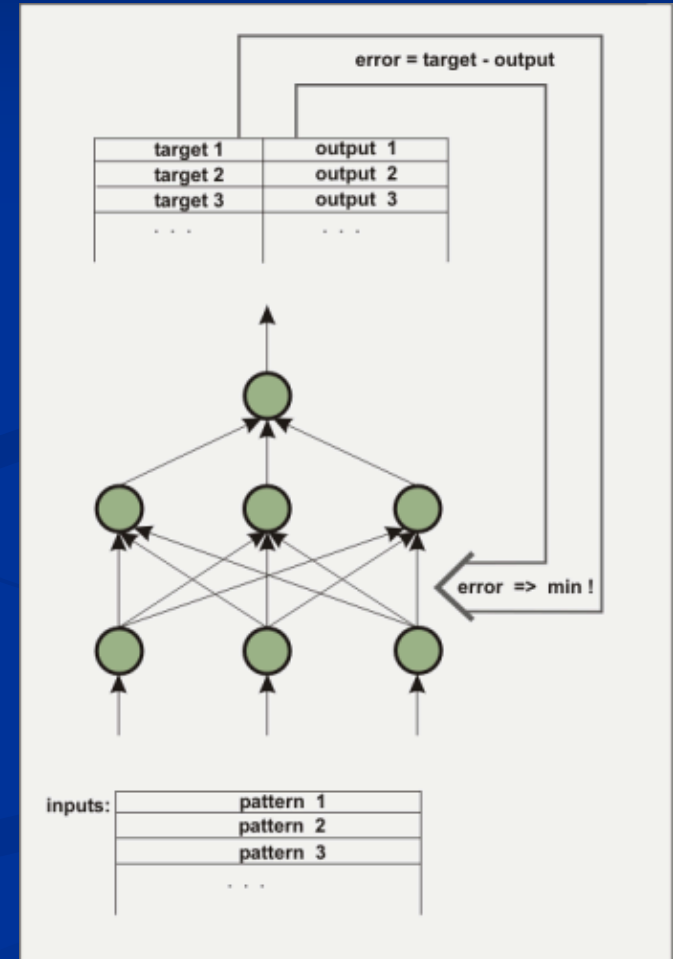 error = target - output
target 1 output 1
target 2 output 2
target 3 output 3
. . . . . .
error => min !
inputs: pattern 1
pattern 2
pattern 3
. . .